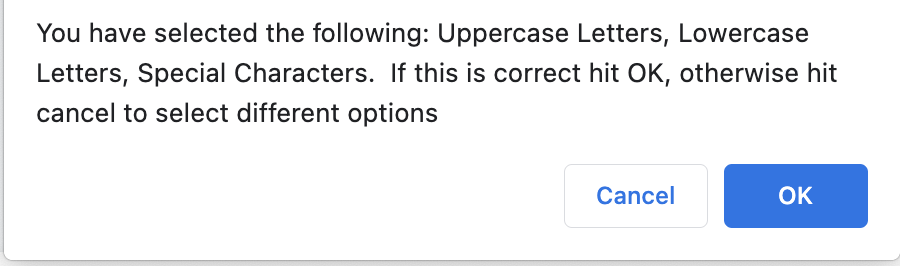 You have selected the following: Uppercase Letters, Lowercase
Letters, Special Characters.  If this is correct hit OK, otherwise hit
cancel to select different options
Cancel
OK